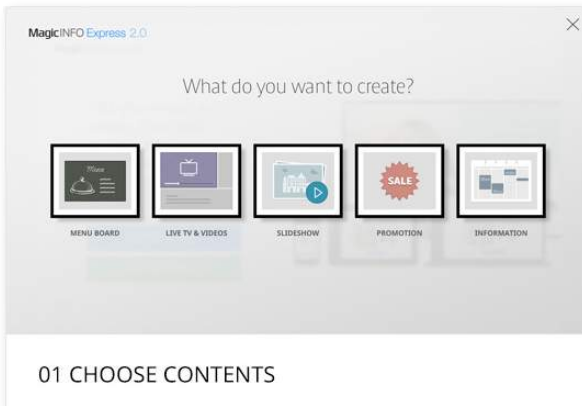 MagicINFO Express 2.0
What do you want to create?
Menu
SALE
MENU BOARD
LIVE TV & VIDEOS
SLIDESHOW
PROMOTION
INFORMATION
01 CHOOSE CONTENTS